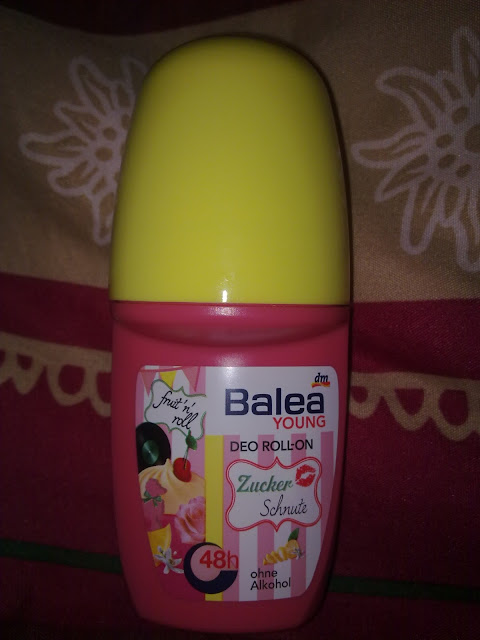 fruit 'n'
roll
dm
Balea
YOUNG
DEO ROLL-ON
Zucker
Schnute
48h
ohne
Alkohol